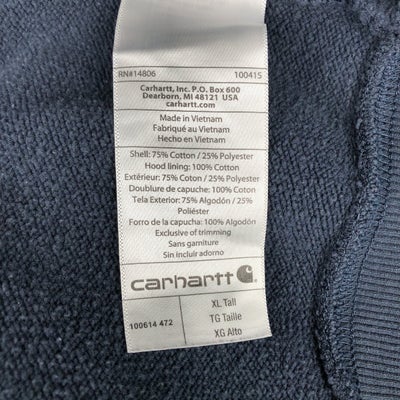 RN#14806 100415
Carhartt, Inc. P.O. Box 600
Dearborn, MI 48121 USA
carhartt.com
Made in Vietnam
Fabriqué au Vietnam
Hecho en Vietnam
Shell: 75% Cotton / 25% Polyester
Hood lining: 100% Cotton
Extérieur: 75% Coton / 25% Polyester
Doublure de capuche: 100% Coton
Tela Exterior: 75% Algodón / 25%
Poliéster
Forro de la capucha: 100% Algodón
Exclusive of trimming
Sans garniture
Sin incluir adorno
carhartt
100614 472
XL Tall
TG Taille
XG Alto